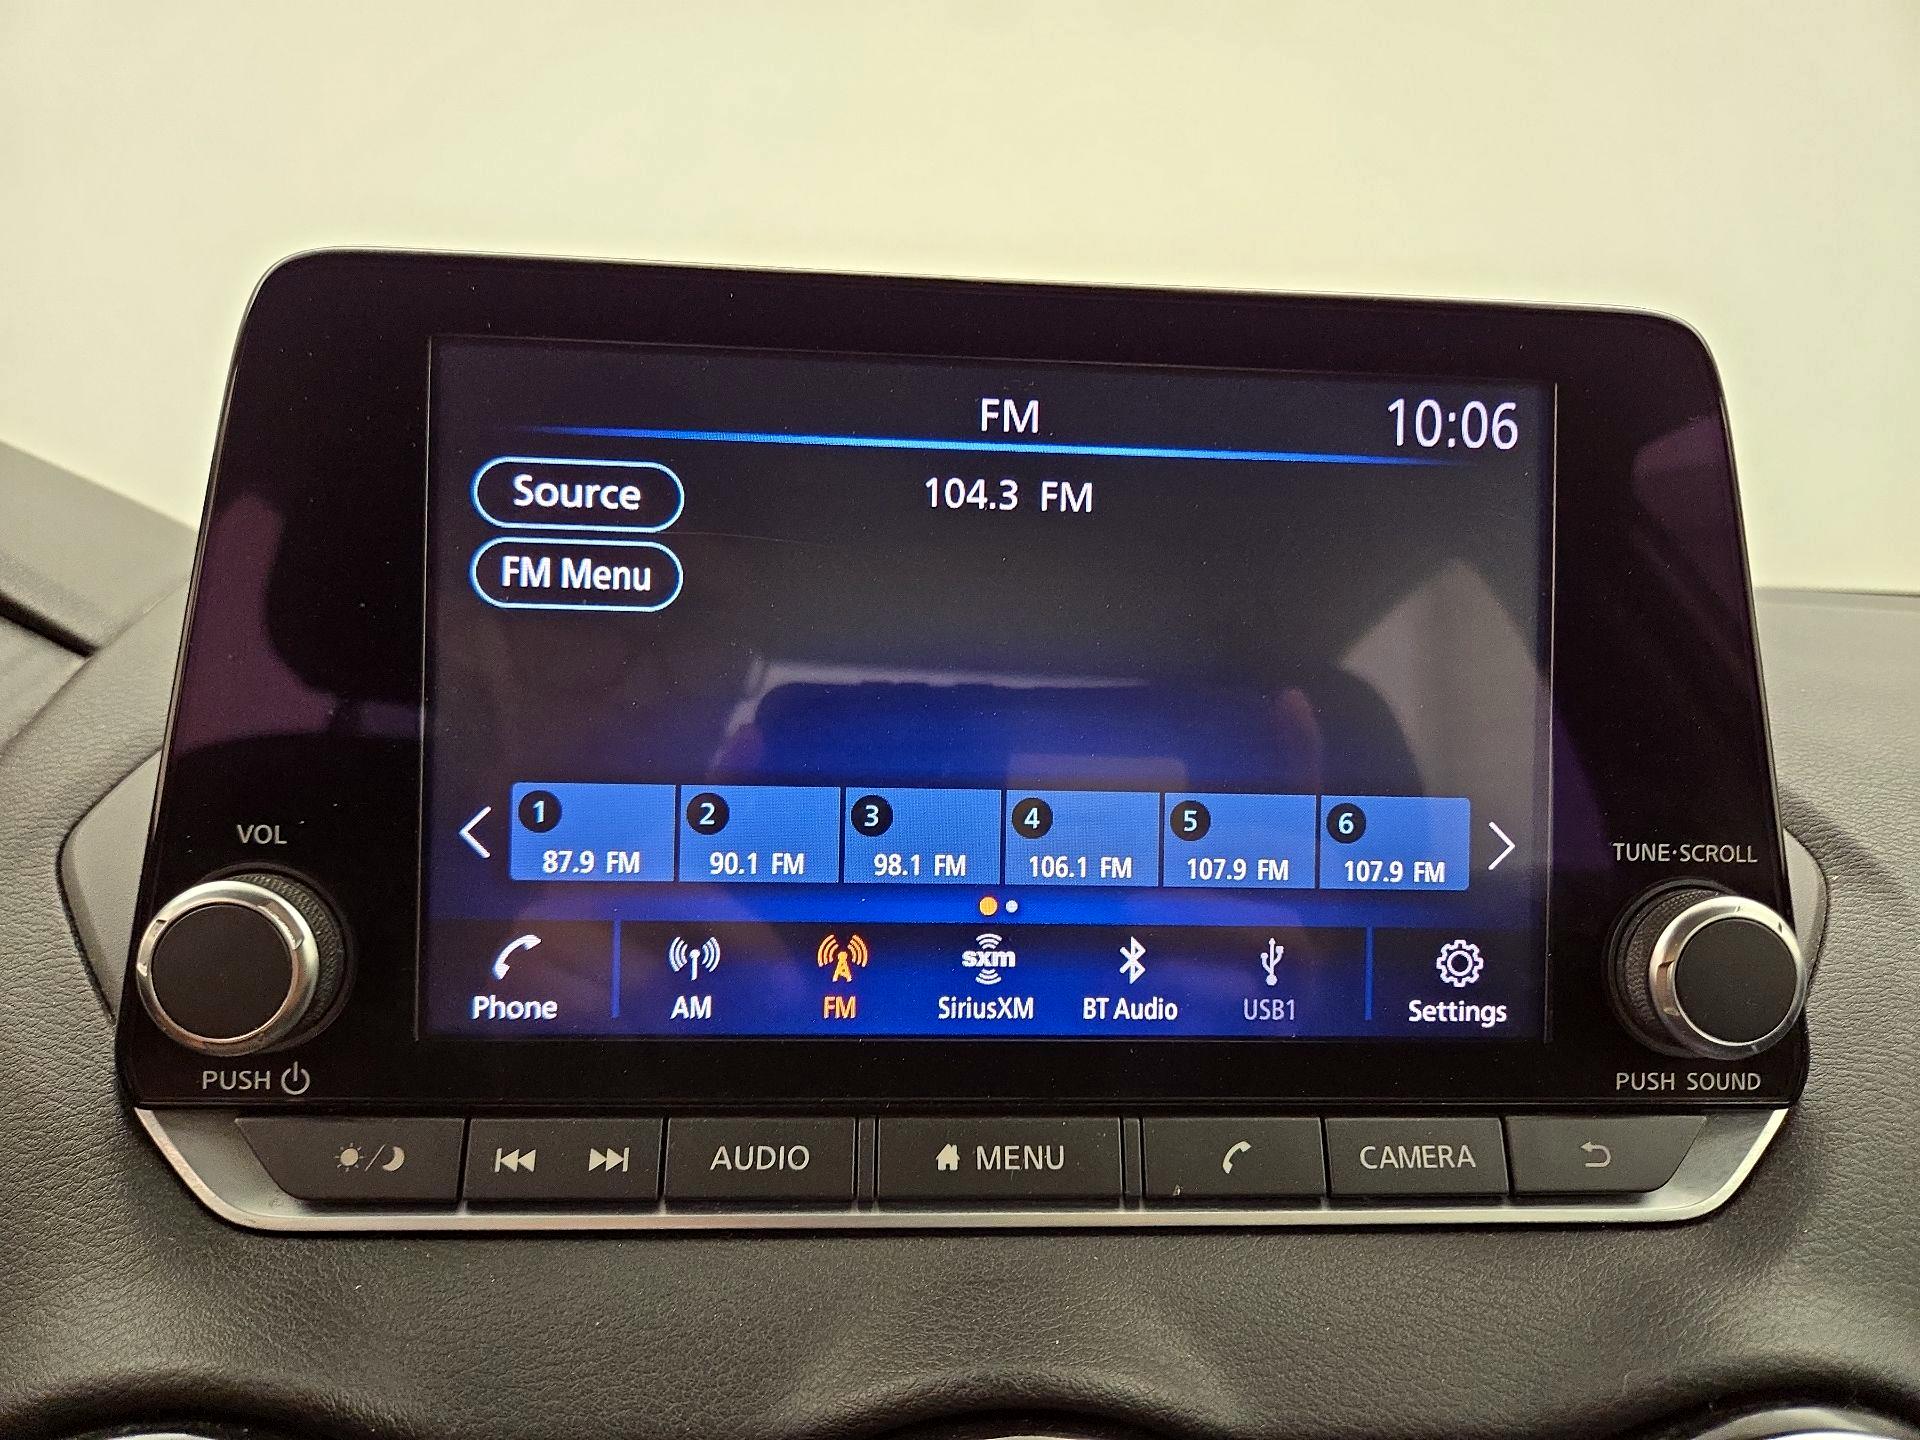 FM
10:06
Source
104.3 FM
FM Menu
1
2
3
4
5
6
87.9 FM
90.1 FM
98.1 FM
106.1 FM
107.9 FM
107.9 FM
sxm
Phone
AM
FM
SiriusXM
BT Audio
USB1
Settings
VOL
PUSH
TUNE·SCROLL
PUSH SOUND
AUDIO
MENU
CAMERA